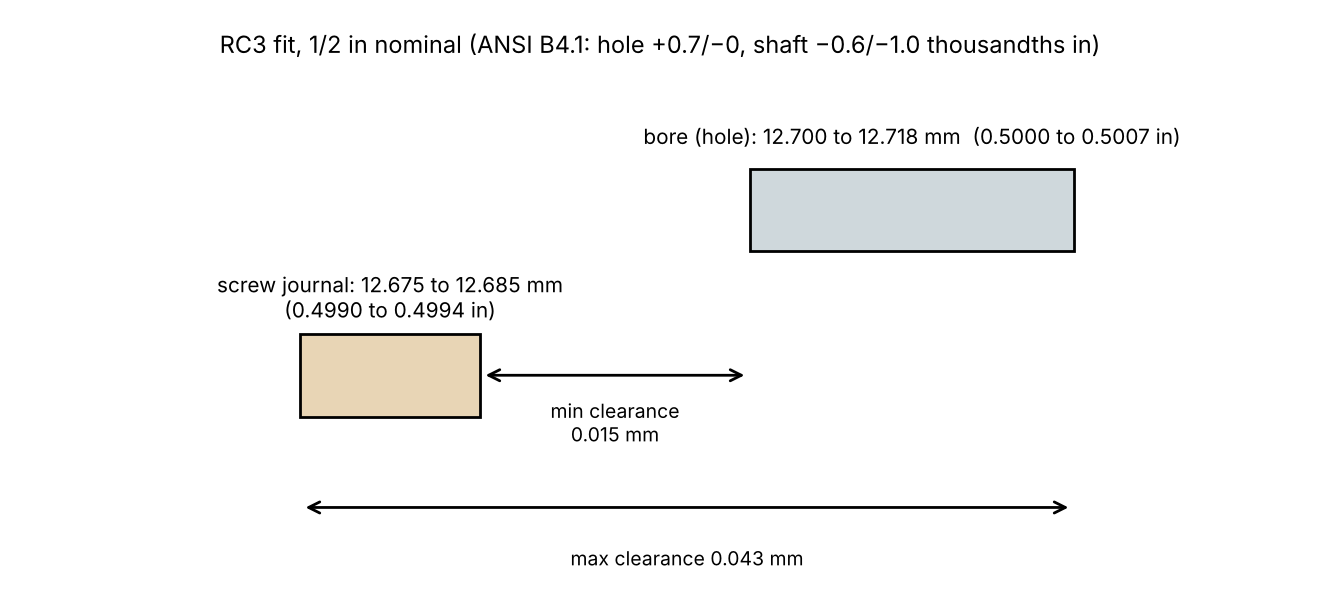 RC3 fit, 1/2 in nominal (ANSI B4.1: hole +0.7/−0, shaft −0.6/−1.0 thousandths in)
bore (hole): 12.700 to 12.718 mm  (0.5000 to 0.5007 in)
screw journal: 12.675 to 12.685 mm
(0.4990 to 0.4994 in)
min clearance
0.015 mm
max clearance 0.043 mm